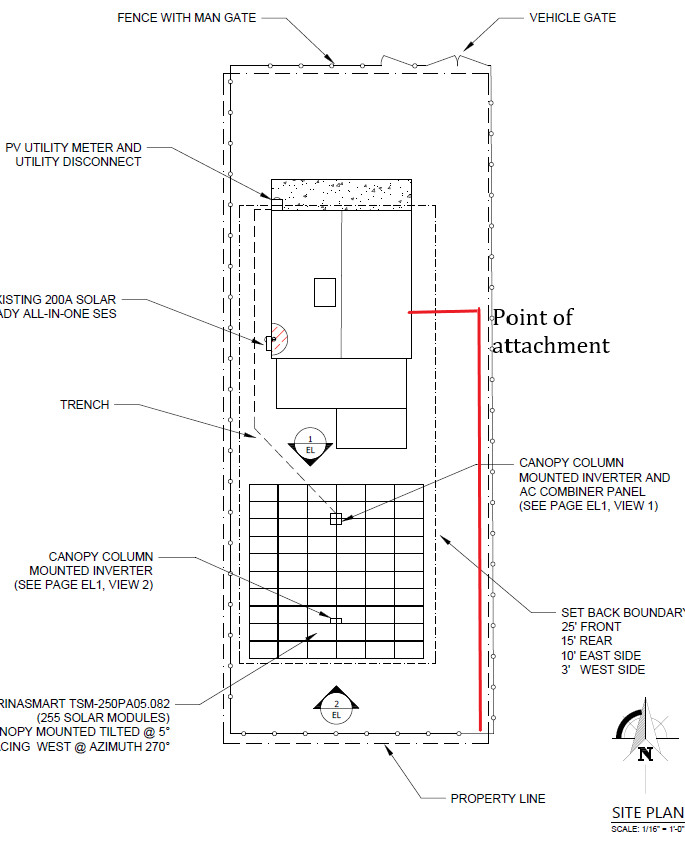 FENCE WITH MAN GATE
VEHICLE GATE
PV UTILITY METER AND
UTILITY DISCONNECT
XISTING 200A SOLAR
ADY ALL-IN-ONE SES
Point of
attachment
TRENCH
1
EL
CANOPY COLUMN
MOUNTED INVERTER AND
AC COMBINER PANEL
(SEE PAGE EL1, VIEW 1)
CANOPY COLUMN
MOUNTED INVERTER
(SEE PAGE EL1, VIEW 2)
SET BACK BOUNDARY
25' FRONT
15' REAR
10' EAST SIDE
3' WEST SIDE
RINASMART TSM-250PA05.082
(255 SOLAR MODULES)
NOPY MOUNTED TILTED @ 5°
ACING WEST @ AZIMUTH 270°
2
EL
N
PROPERTY LINE
SITE PLAN
SCALE: 1/16" = 1'-0"